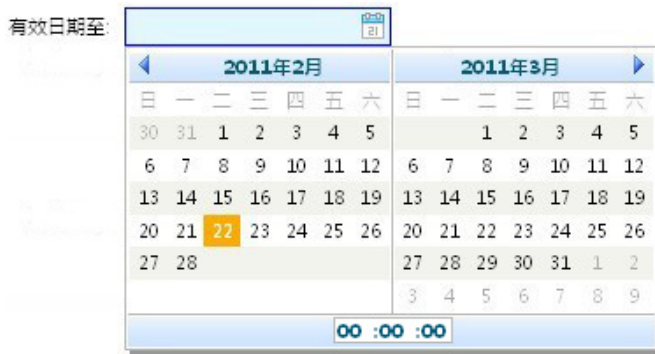 有效日期至:
21
2011年2月 2011年3月
日 一 二 三 四 五 六 日 一 二 三 四 五 六
30 31 1 2 3 4 5 1 2 3 4 5
6 7 8 9 10 11 12 6 7 8 9 10 11 12
13 14 15 16 17 18 19 13 14 15 16 17 18 19
20 21 22 23 24 25 26 20 21 22 23 24 25 26
27 28 27 28 29 30 31 1 2
3 4 5 6 7 8 9
00 :00 :00